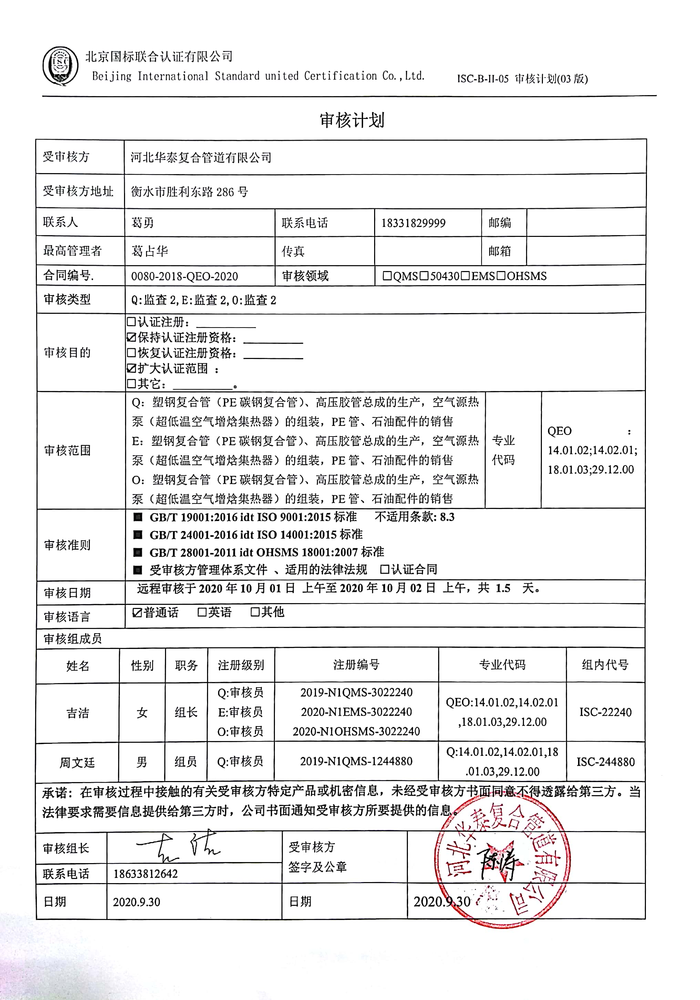 ISC
北京国标联合认证有限公司
Beijing International Standard united Certification Co.,Ltd.
ISC-B-II-05 审核计划(03 版)
审核计划
受审核方 河北华泰复合管道有限公司
受审核方地址 衡水市胜利东路 286 号
联系人 葛勇 联系电话 18331829999 邮编
最高管理者 葛占华 传真 邮箱
合同编号. 0080-2018-QEO-2020 审核领域 □QMS□50430□EMS□OHSMS
审核类型 Q:监查 2,E:监查 2,O:监查 2
审核目的
□认证注册：__________
☑保持认证注册资格：__________
□恢复认证注册资格：__________
☑扩大认证范围 ：
□其它：__________。
审核范围
Q：塑钢复合管（PE 碳钢复合管）、高压胶管总成的生产，空气源热
泵（超低温空气增焓集热器）的组装，PE 管、石油配件的销售
E：塑钢复合管（PE 碳钢复合管）、高压胶管总成的生产，空气源热
泵（超低温空气增焓集热器）的组装，PE 管、石油配件的销售
O：塑钢复合管（PE 碳钢复合管）、高压胶管总成的生产，空气源热
泵（超低温空气增焓集热器）的组装，PE 管、石油配件的销售
专业
代码
QEO ：
14.01.02;14.02.01;
18.01.03;29.12.00
审核准则
■ GB/T 19001:2016 idt ISO 9001:2015 标准 不适用条款: 8.3
■ GB/T 24001-2016 idt ISO 14001:2015 标准
■ GB/T 28001-2011 idt OHSMS 18001:2007 标准
■ 受审核方管理体系文件 、适用的法律法规 □认证合同
审核日期 远程审核于 2020 年 10 月 01 日 上午至 2020 年 10 月 02 日 上午，共 1.5 天。
审核语言 ☑普通话 □英语 □其他
审核组成员
姓名 性别 职务 注册级别 注册编号 专业代码 组内代号
吉洁 女 组长
Q:审核员
E:审核员
O:审核员
2019-N1QMS-3022240
2020-N1EMS-3022240
2020-N1OHSMS-3022240
QEO:14.01.02,14.02.01
,18.01.03,29.12.00
ISC-22240
周文廷 男 组员 Q:审核员 2019-N1QMS-1244880
Q:14.01.02,14.02.01,18
.01.03,29.12.00
ISC-244880
承诺：在审核过程中接触的有关受审核方特定产品或机密信息，未经受审核方书面同意不得透露给第三方。当
法律要求需要信息提供给第三方时，公司书面通知受审核方所要提供的信息。
审核组长 吉洁
受审核方
签字及公章
陈涛
河北华泰复合管道有限公司
联系电话 18633812642
日期 2020.9.30 日期 2020.9.30